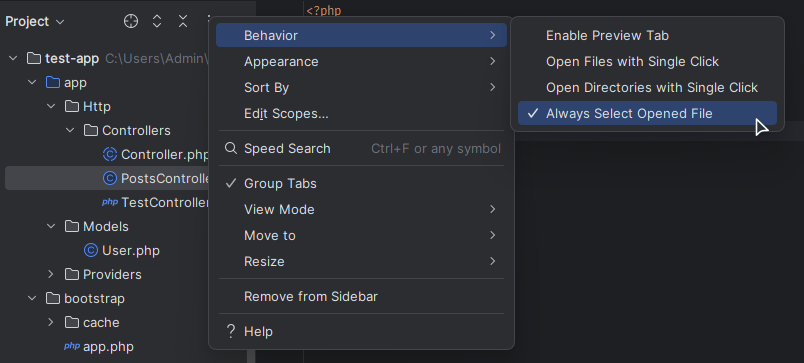 Project
<?php
test-app C:\Users\Admin\
app
Http
Controllers
C Controller.php
C PostsControlle
php TestController
Models
C User.php
Providers
bootstrap
cache
php app.php
Behavior
Appearance
Sort By
Edit Scopes...
Speed Search Ctrl+F or any symbol
Group Tabs
View Mode
Move to
Resize
Remove from Sidebar
? Help
Enable Preview Tab
Open Files with Single Click
Open Directories with Single Click
Always Select Opened File